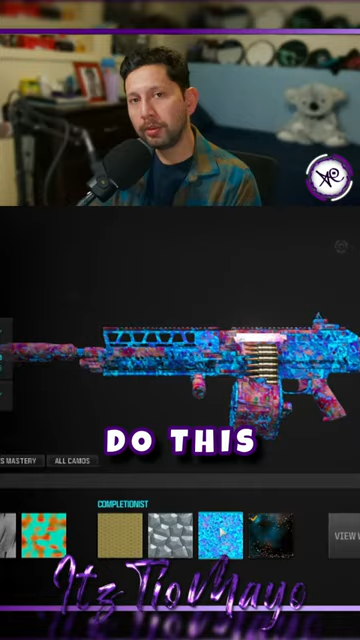 DO THIS
S MASTERY
ALL CAMOS
COMPLETIONIST
VIEW
ItzTioMayo